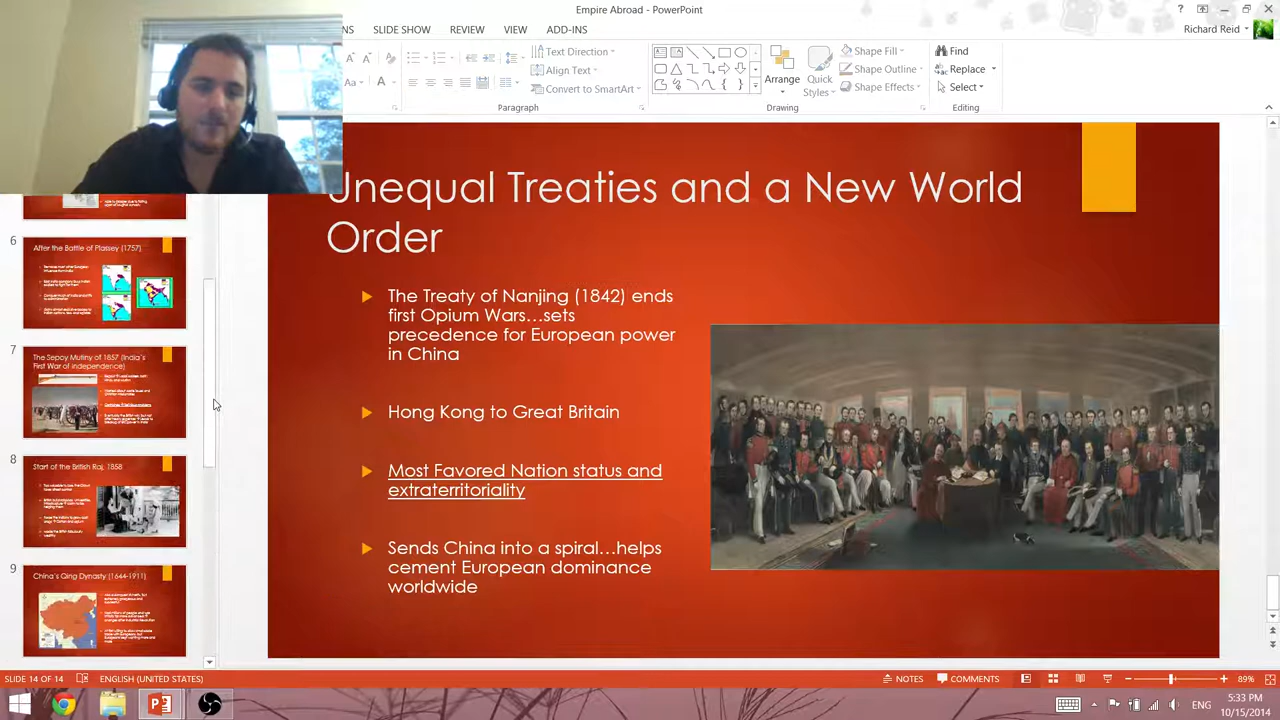 Empire Abroad - PowerPoint
?
NS SLIDE SHOW REVIEW VIEW ADD-INS
Richard Reid
Text Direction
Align Text
Convert to SmartArt
Paragraph
Arrange
Quick
Styles
Shape Fill
Shape Outline
Shape Effects
Drawing
Find
Replace
Select
Editing
6
After the Battle of Plassey (1757)
7
The Sepoy Mutiny of 1857 (India's
First War of Independence)
8
Start of the British Raj, 1858
9
China's Qing Dynasty (1644-1911)
Unequal Treaties and a New World
Order
The Treaty of Nanjing (1842) ends
first Opium Wars…sets
precedence for European power
in China
Hong Kong to Great Britain
Most Favored Nation status and
extraterritoriality
Sends China into a spiral…helps
cement European dominance
worldwide
SLIDE 14 OF 14 ENGLISH (UNITED STATES)
NOTES COMMENTS 89%
ENG
5:33 PM
10/15/2014